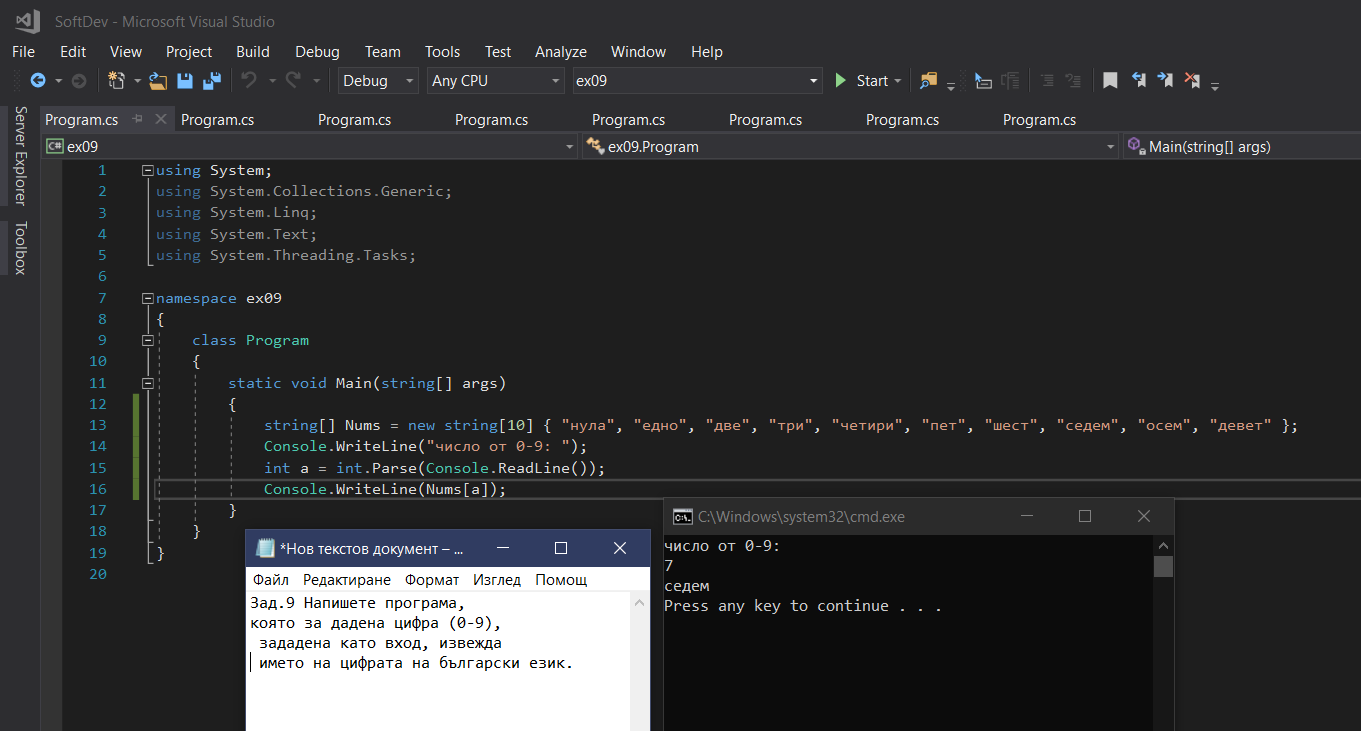 SoftDev - Microsoft Visual Studio
File Edit View Project Build Debug Team Tools Test Analyze Window Help
Debug Any CPU ex09 Start
Server Explorer
Toolbox
Program.cs Program.cs Program.cs Program.cs Program.cs Program.cs Program.cs Program.cs
C# ex09 ex09.Program Main(string[] args)
1 using System;
2 using System.Collections.Generic;
3 using System.Linq;
4 using System.Text;
5 using System.Threading.Tasks;
6
7 namespace ex09
8 {
9 class Program
10 {
11 static void Main(string[] args)
12 {
13 string[] Nums = new string[10] { "нула", "едно", "две", "три", "четири", "пет", "шест", "седем", "осем", "девет" };
14 Console.WriteLine("число от 0-9: ");
15 int a = int.Parse(Console.ReadLine());
16 Console.WriteLine(Nums[a]);
17 }
18 }
19 }
20
*Нов текстов документ – ...
Файл Редактиране Формат Изглед Помощ
Зад.9 Напишете програма,
която за дадена цифра (0-9),
зададена като вход, извежда
името на цифрата на български език.
C:\Windows\system32\cmd.exe
число от 0-9:
7
седем
Press any key to continue . . .